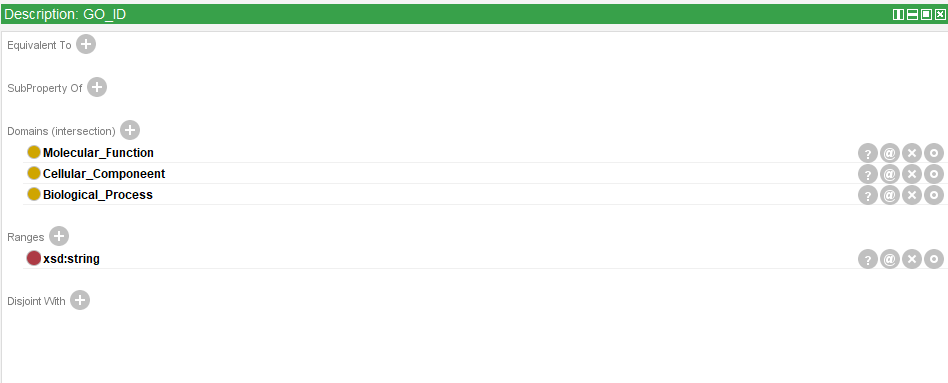 Description: GO_ID
Equivalent To
SubProperty Of
Domains (intersection)
Molecular_Function
Cellular_Componeent
Biological_Process
Ranges
xsd:string
Disjoint With